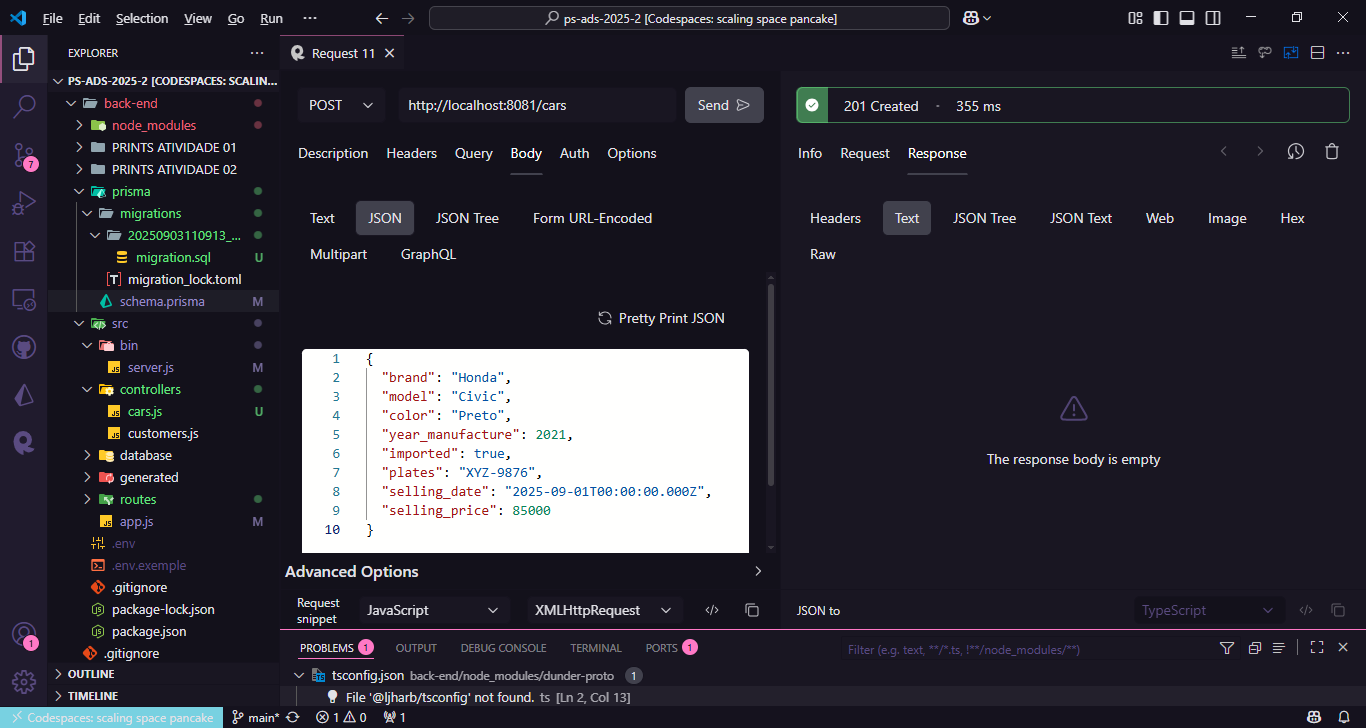 File Edit Selection View Go Run ··· ps-ads-2025-2 [Codespaces: scaling space pancake]
EXPLORER ···
PS-ADS-2025-2 [CODESPACES: SCALIN...
back-end
node_modules
PRINTS ATIVIDADE 01
PRINTS ATIVIDADE 02
prisma
migrations
20250903110913_...
migration.sql U
migration_lock.toml
schema.prisma M
src
bin
server.js M
controllers
cars.js U
customers.js
database
generated
routes
app.js M
.env
.env.exemple
.gitignore
package-lock.json
package.json
.gitignore
OUTLINE
TIMELINE
7
1
Request 11
POST http://localhost:8081/cars Send
Description Headers Query Body Auth Options
Text JSON JSON Tree Form URL-Encoded
Multipart GraphQL
Pretty Print JSON
1 {
2 "brand": "Honda",
3 "model": "Civic",
4 "color": "Preto",
5 "year_manufacture": 2021,
6 "imported": true,
7 "plates": "XYZ-9876",
8 "selling_date": "2025-09-01T00:00:00.000Z",
9 "selling_price": 85000
10 }
Advanced Options
Request snippet JavaScript XMLHttpRequest
201 Created · 355 ms
Info Request Response
Headers Text JSON Tree JSON Text Web Image Hex
Raw
The response body is empty
JSON to TypeScript
PROBLEMS 1 OUTPUT DEBUG CONSOLE TERMINAL PORTS 1 Filter (e.g. text, **/*.ts, !**/node_modules/**)
tsconfig.json back-end/node_modules/dunder-proto 1
File '@ljharb/tsconfig' not found. ts [Ln 2, Col 13]
Codespaces: scaling space pancake main* 1 0 1